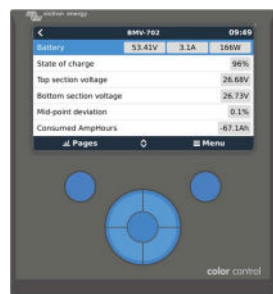 victron energy
< BMV-702 09:49
Battery 53.41V 3.1A 166W
State of charge 96%
Top section voltage 26.68V
Bottom section voltage 26.73V
Mid-point deviation 0.1%
Consumed AmpHours -67.1Ah
Pages Menu
color control